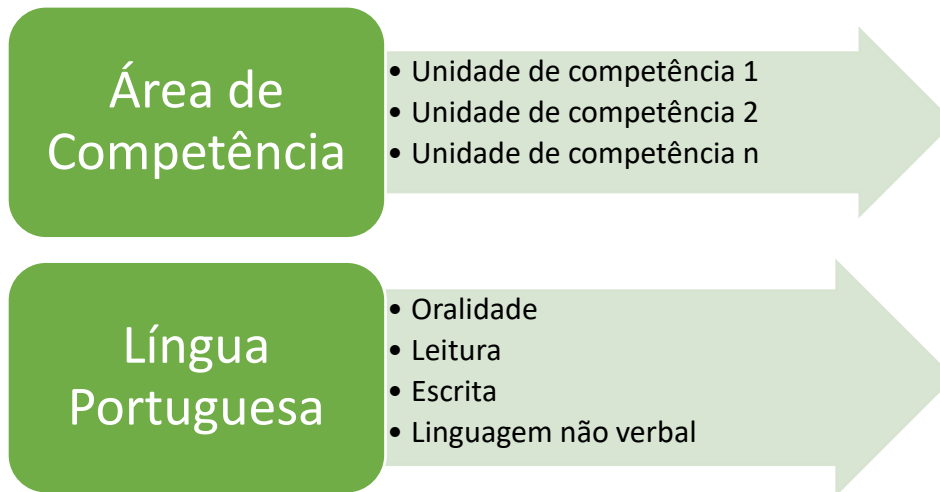 Área de
Competência
• Unidade de competência 1
• Unidade de competência 2
• Unidade de competência n
Língua
Portuguesa
• Oralidade
• Leitura
• Escrita
• Linguagem não verbal